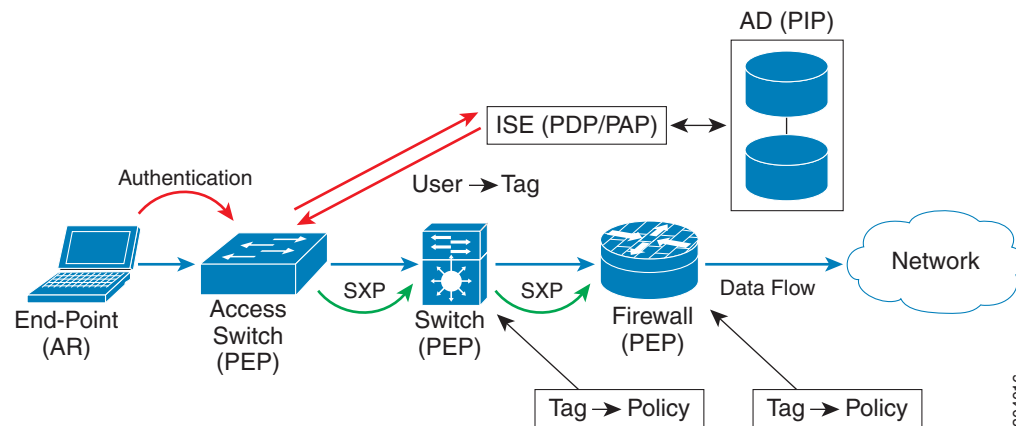 AD (PIP)
ISE (PDP/PAP)
Authentication
User → Tag
SXP
SXP
Data Flow
Network
End-Point
(AR)
Access
Switch
(PEP)
Switch
(PEP)
Firewall
(PEP)
Tag → Policy
Tag → Policy